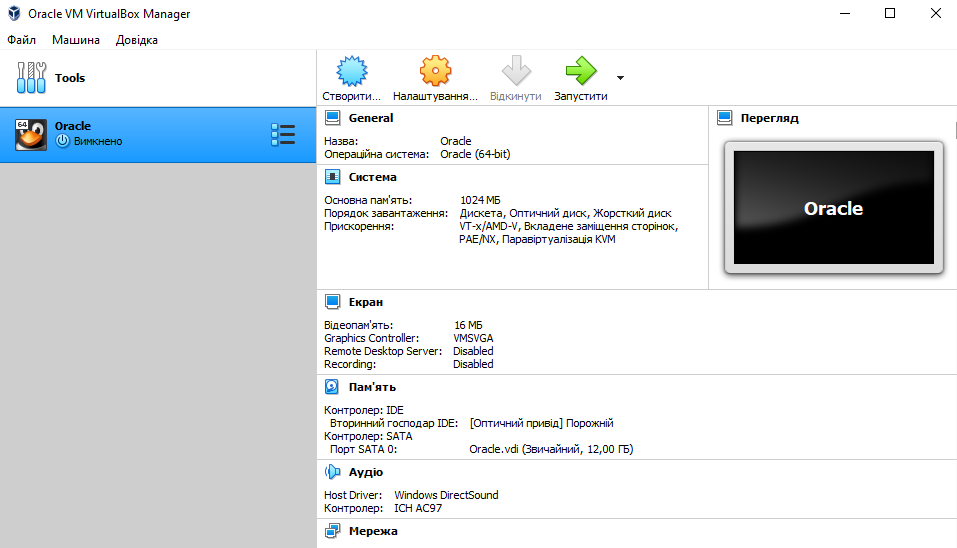 Oracle VM VirtualBox Manager
Файл Машина Довідка
Tools
Створити... Налаштування... Відкинути Запустити
64
Oracle
Вимкнено
General
Назва: Oracle
Операційна система: Oracle (64-bit)
Система
Основна пам'ять: 1024 МБ
Порядок завантаження: Дискета, Оптичний диск, Жорсткий диск
Прискорення: VT-x/AMD-V, Вкладене заміщення сторінок,
PAE/NX, Паравіртуалізація KVM
Перегляд
Oracle
Екран
Відеопам'ять: 16 МБ
Graphics Controller: VMSVGA
Remote Desktop Server: Disabled
Recording: Disabled
Пам'ять
Контролер: IDE
Вторинний господар IDE: [Оптичний привід] Порожній
Контролер: SATA
Порт SATA 0: Oracle.vdi (Звичайний, 12,00 ГБ)
Аудіо
Host Driver: Windows DirectSound
Контролер: ICH AC97
Мережа